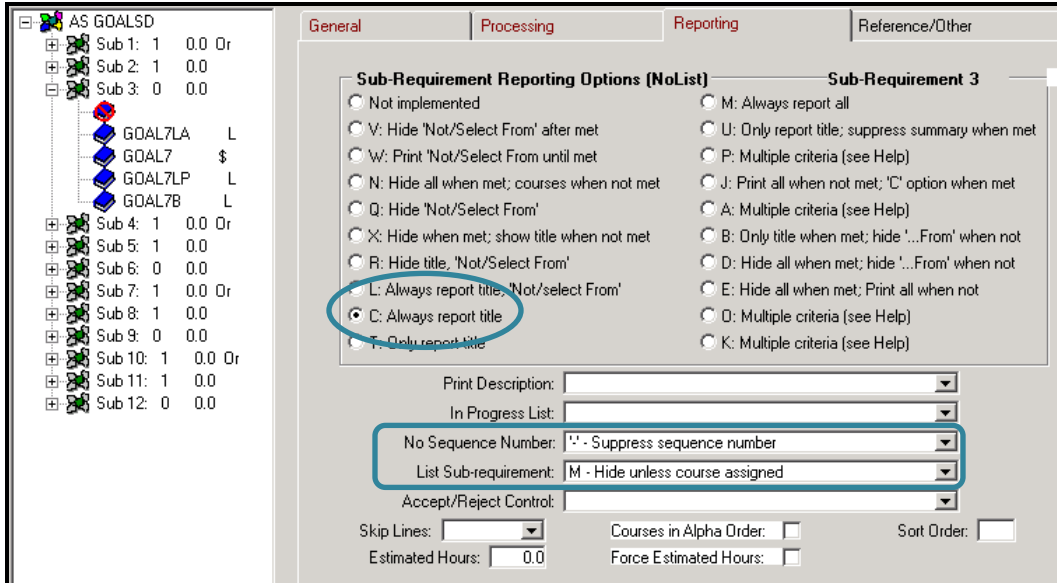 AS GOALSD
Sub 1: 1 0.0 Or
Sub 2: 1 0.0
Sub 3: 0 0.0
GOAL7LA L
GOAL7 $
GOAL7LP L
GOAL7B L
Sub 4: 1 0.0 Or
Sub 5: 1 0.0
Sub 6: 0 0.0
Sub 7: 1 0.0 Or
Sub 8: 1 0.0
Sub 9: 0 0.0
Sub 10: 1 0.0 Or
Sub 11: 1 0.0
Sub 12: 0 0.0
General Processing Reporting Reference/Other
Sub-Requirement Reporting Options (NoList) Sub-Requirement 3
Not implemented
V: Hide 'Not/Select From' after met
W: Print 'Not/Select From until met
N: Hide all when met; courses when not met
Q: Hide 'Not/Select From'
X: Hide when met; show title when not met
R: Hide title, 'Not/Select From'
L: Always report title, 'Not/select From'
C: Always report title
T: Only report title
M: Always report all
U: Only report title; suppress summary when met
P: Multiple criteria (see Help)
J: Print all when not met; 'C' option when met
A: Multiple criteria (see Help)
B: Only title when met; hide '...From' when not
D: Hide all when met; hide '...From' when not
E: Hide all when met; Print all when not
O: Multiple criteria (see Help)
K: Multiple criteria (see Help)
Print Description:
In Progress List:
No Sequence Number: '-' - Suppress sequence number
List Sub-requirement: M - Hide unless course assigned
Accept/Reject Control:
Skip Lines: Courses in Alpha Order: Sort Order:
Estimated Hours: 0.0 Force Estimated Hours: